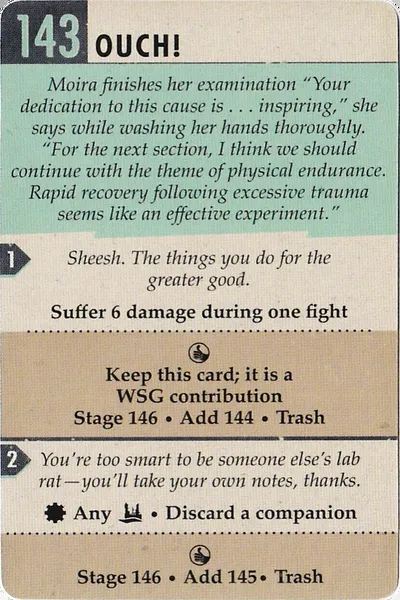 143 OUCH!
Moira finishes her examination “Your
dedication to this cause is . . . inspiring,” she
says while washing her hands thoroughly.
“For the next section, I think we should
continue with the theme of physical endurance.
Rapid recovery following excessive trauma
seems like an effective experiment.”
1
Sheesh. The things you do for the
greater good.
Suffer 6 damage during one fight
Keep this card; it is a
WSG contribution
Stage 146 • Add 144 • Trash
2
You’re too smart to be someone else’s lab
rat—you’ll take your own notes, thanks.
Any • Discard a companion
Stage 146 • Add 145• Trash